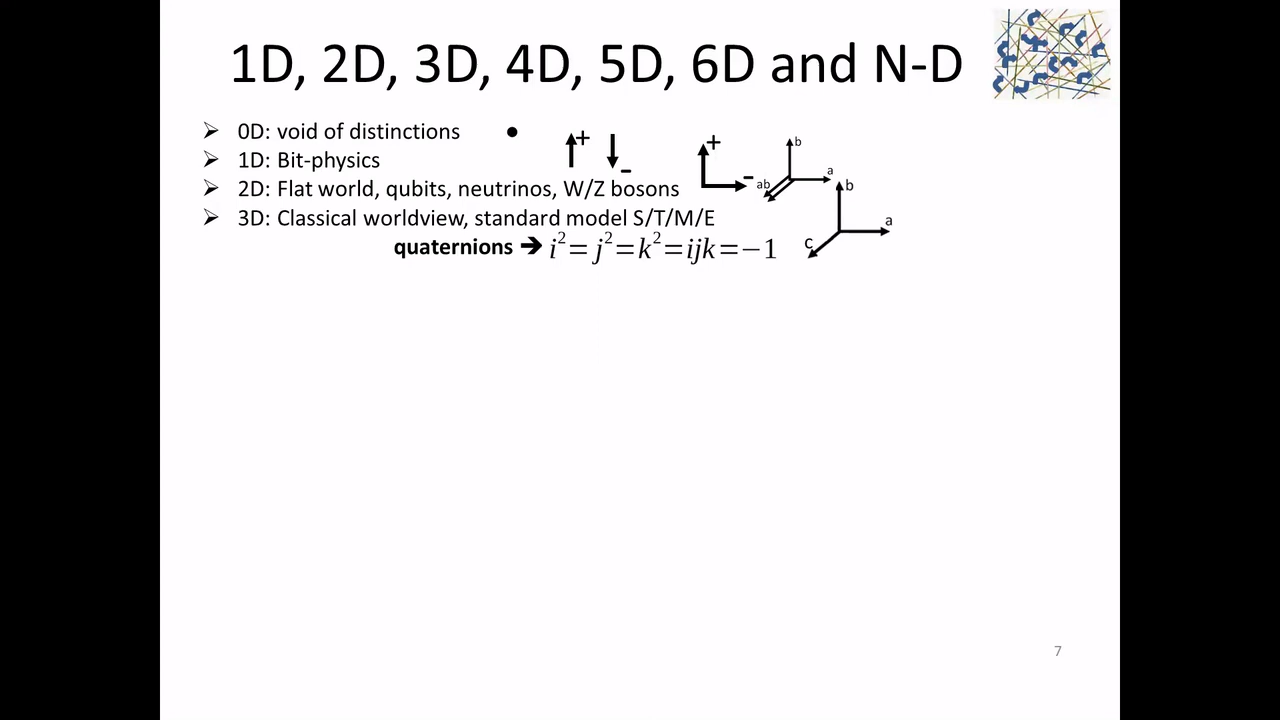 1D, 2D, 3D, 4D, 5D, 6D and N-D
➢ 0D: void of distinctions
➢ 1D: Bit-physics
➢ 2D: Flat world, qubits, neutrinos, W/Z bosons
➢ 3D: Classical worldview, standard model S/T/M/E
quaternions ➔ i²= j²=k²=ijk=−1
+
-
+
-
b
a
ab
b
a
c
7